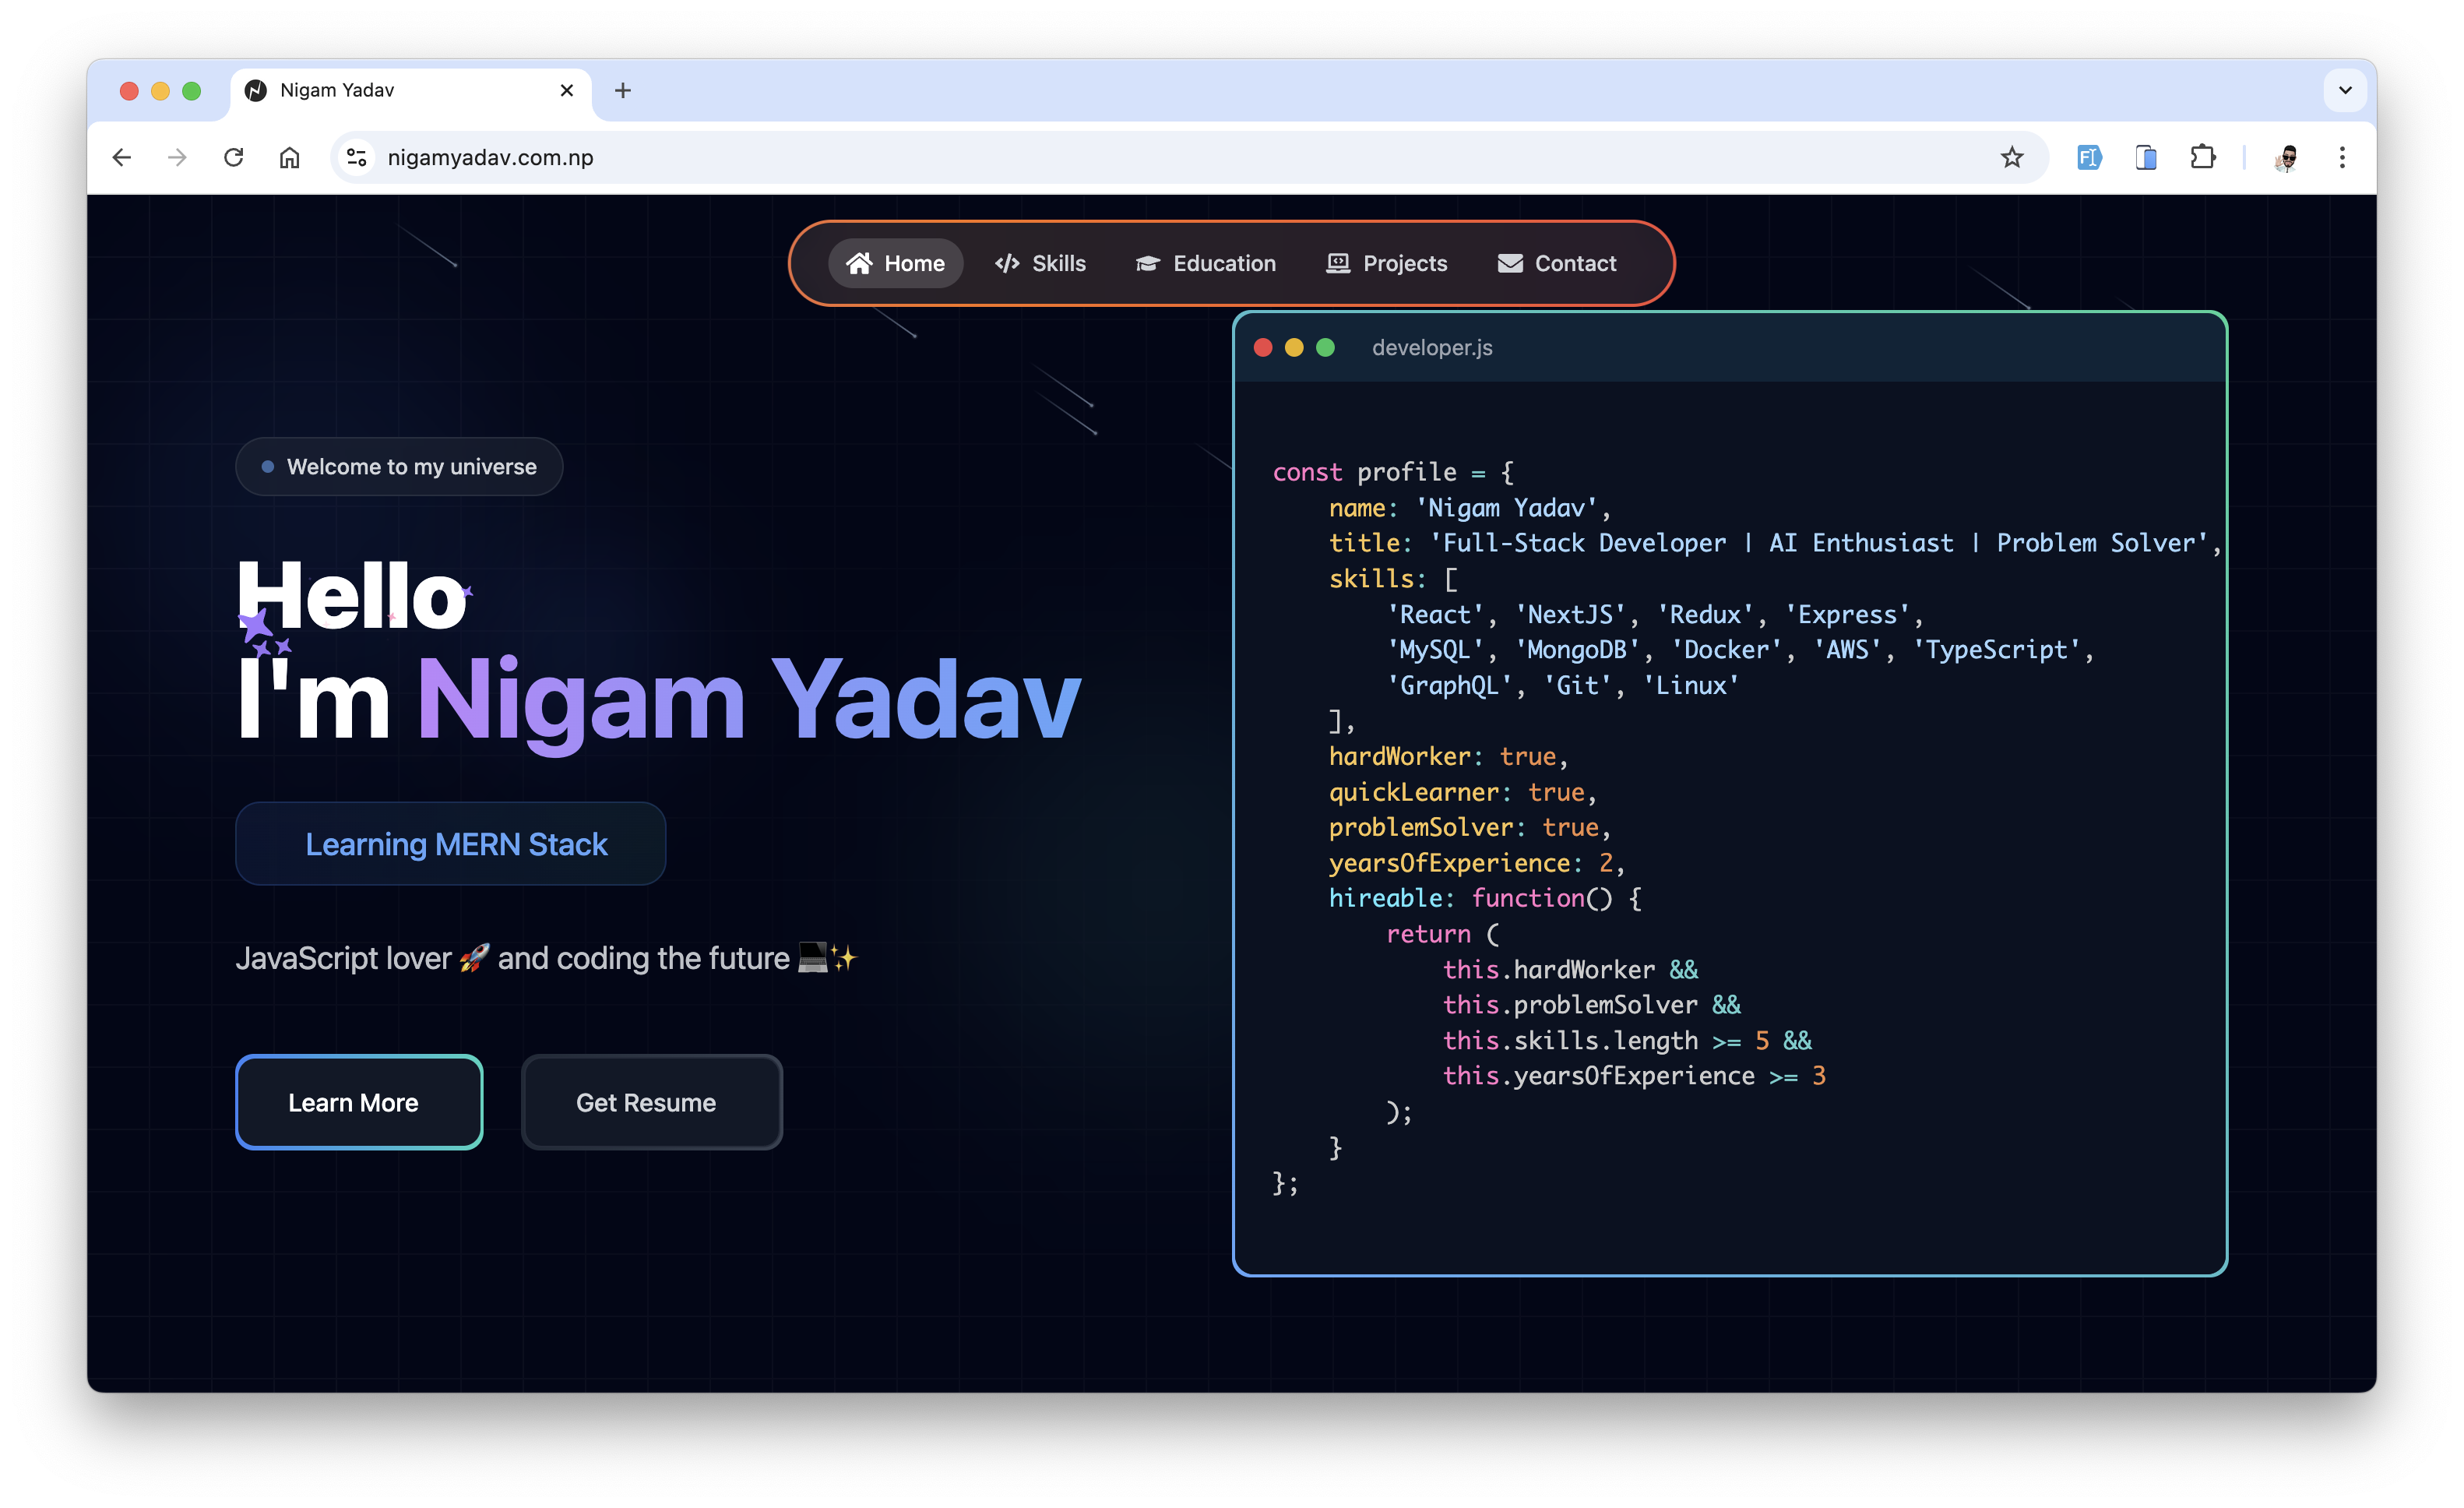 Nigam Yadav
nigamyadav.com.np
Home Skills Education Projects Contact
Welcome to my universe
Hello
I'm Nigam Yadav
Learning MERN Stack
JavaScript lover 🚀 and coding the future 💻✨
Learn More Get Resume
developer.js
const profile = {
    name: 'Nigam Yadav',
    title: 'Full-Stack Developer | AI Enthusiast | Problem Solver',
    skills: [
        'React', 'NextJS', 'Redux', 'Express',
        'MySQL', 'MongoDB', 'Docker', 'AWS', 'TypeScript',
        'GraphQL', 'Git', 'Linux'
    ],
    hardWorker: true,
    quickLearner: true,
    problemSolver: true,
    yearsOfExperience: 2,
    hireable: function() {
        return (
            this.hardWorker &&
            this.problemSolver &&
            this.skills.length >= 5 &&
            this.yearsOfExperience >= 3
        );
    }
};